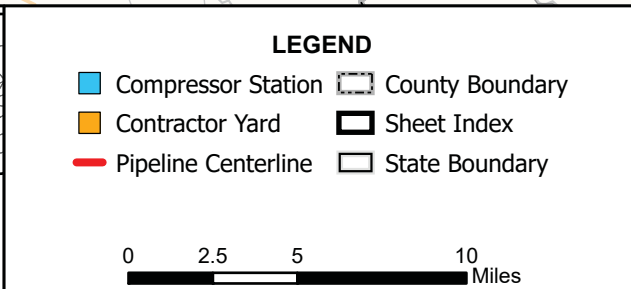 LEGEND
Compressor Station County Boundary
Contractor Yard Sheet Index
Pipeline Centerline State Boundary
0 2.5 5 10
Miles